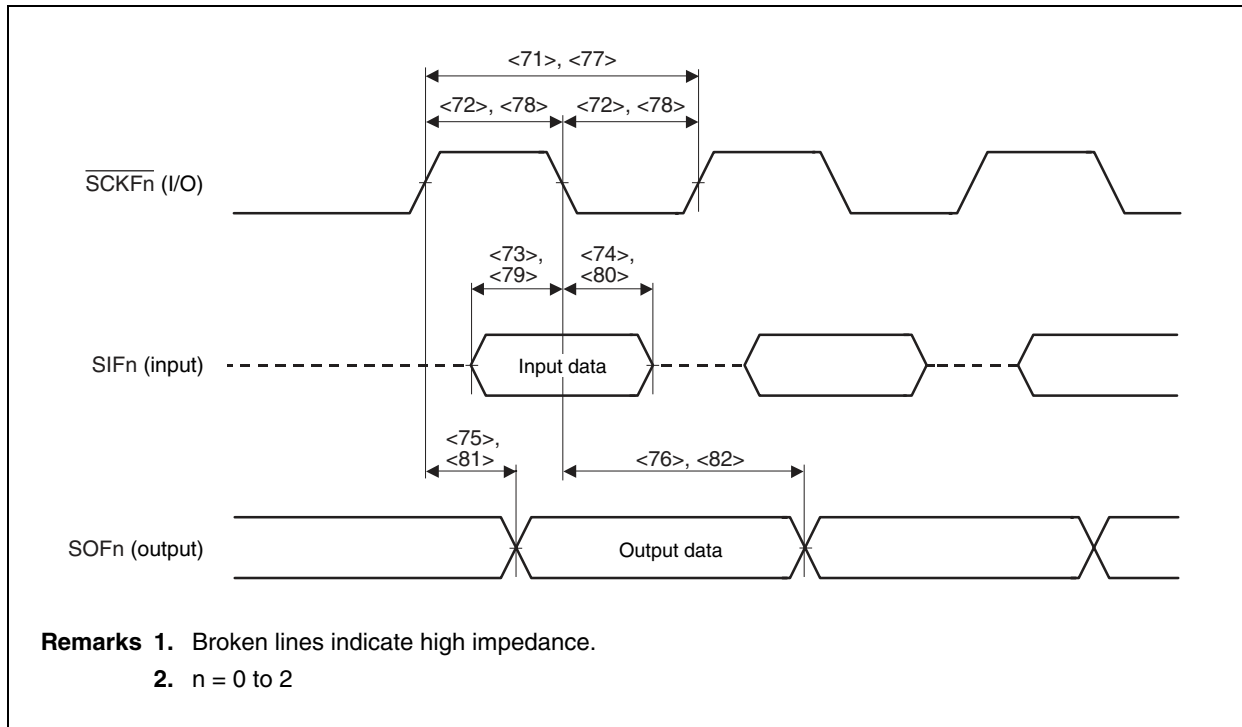 <71>, <77>
<72>, <78> <72>, <78>
SCKFn (I/O)
<73>,
<79>
<74>,
<80>
SIFn (input)
Input data
<75>,
<81>
<76>, <82>
SOFn (output)
Output data
Remarks 1. Broken lines indicate high impedance.
2. n = 0 to 2